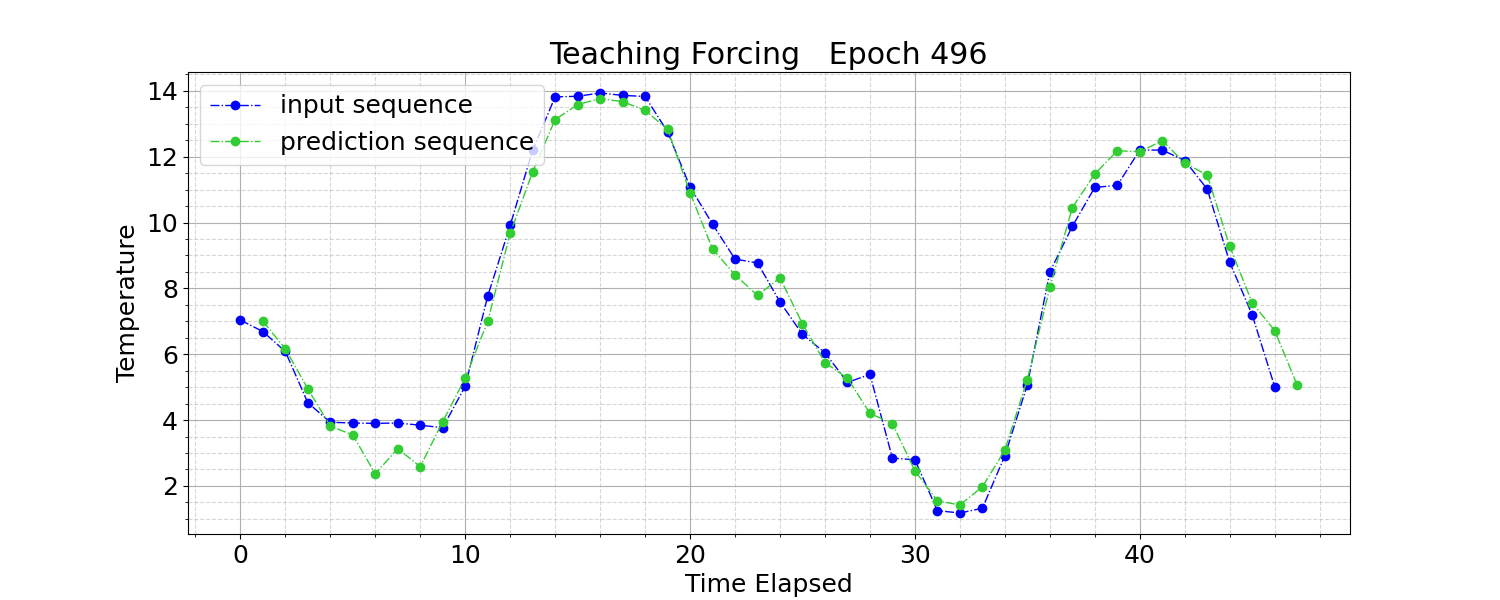 Teaching Forcing   Epoch 496
input sequence
prediction sequence
14
12
10
8
6
4
2
Temperature
0 10 20 30 40
Time Elapsed